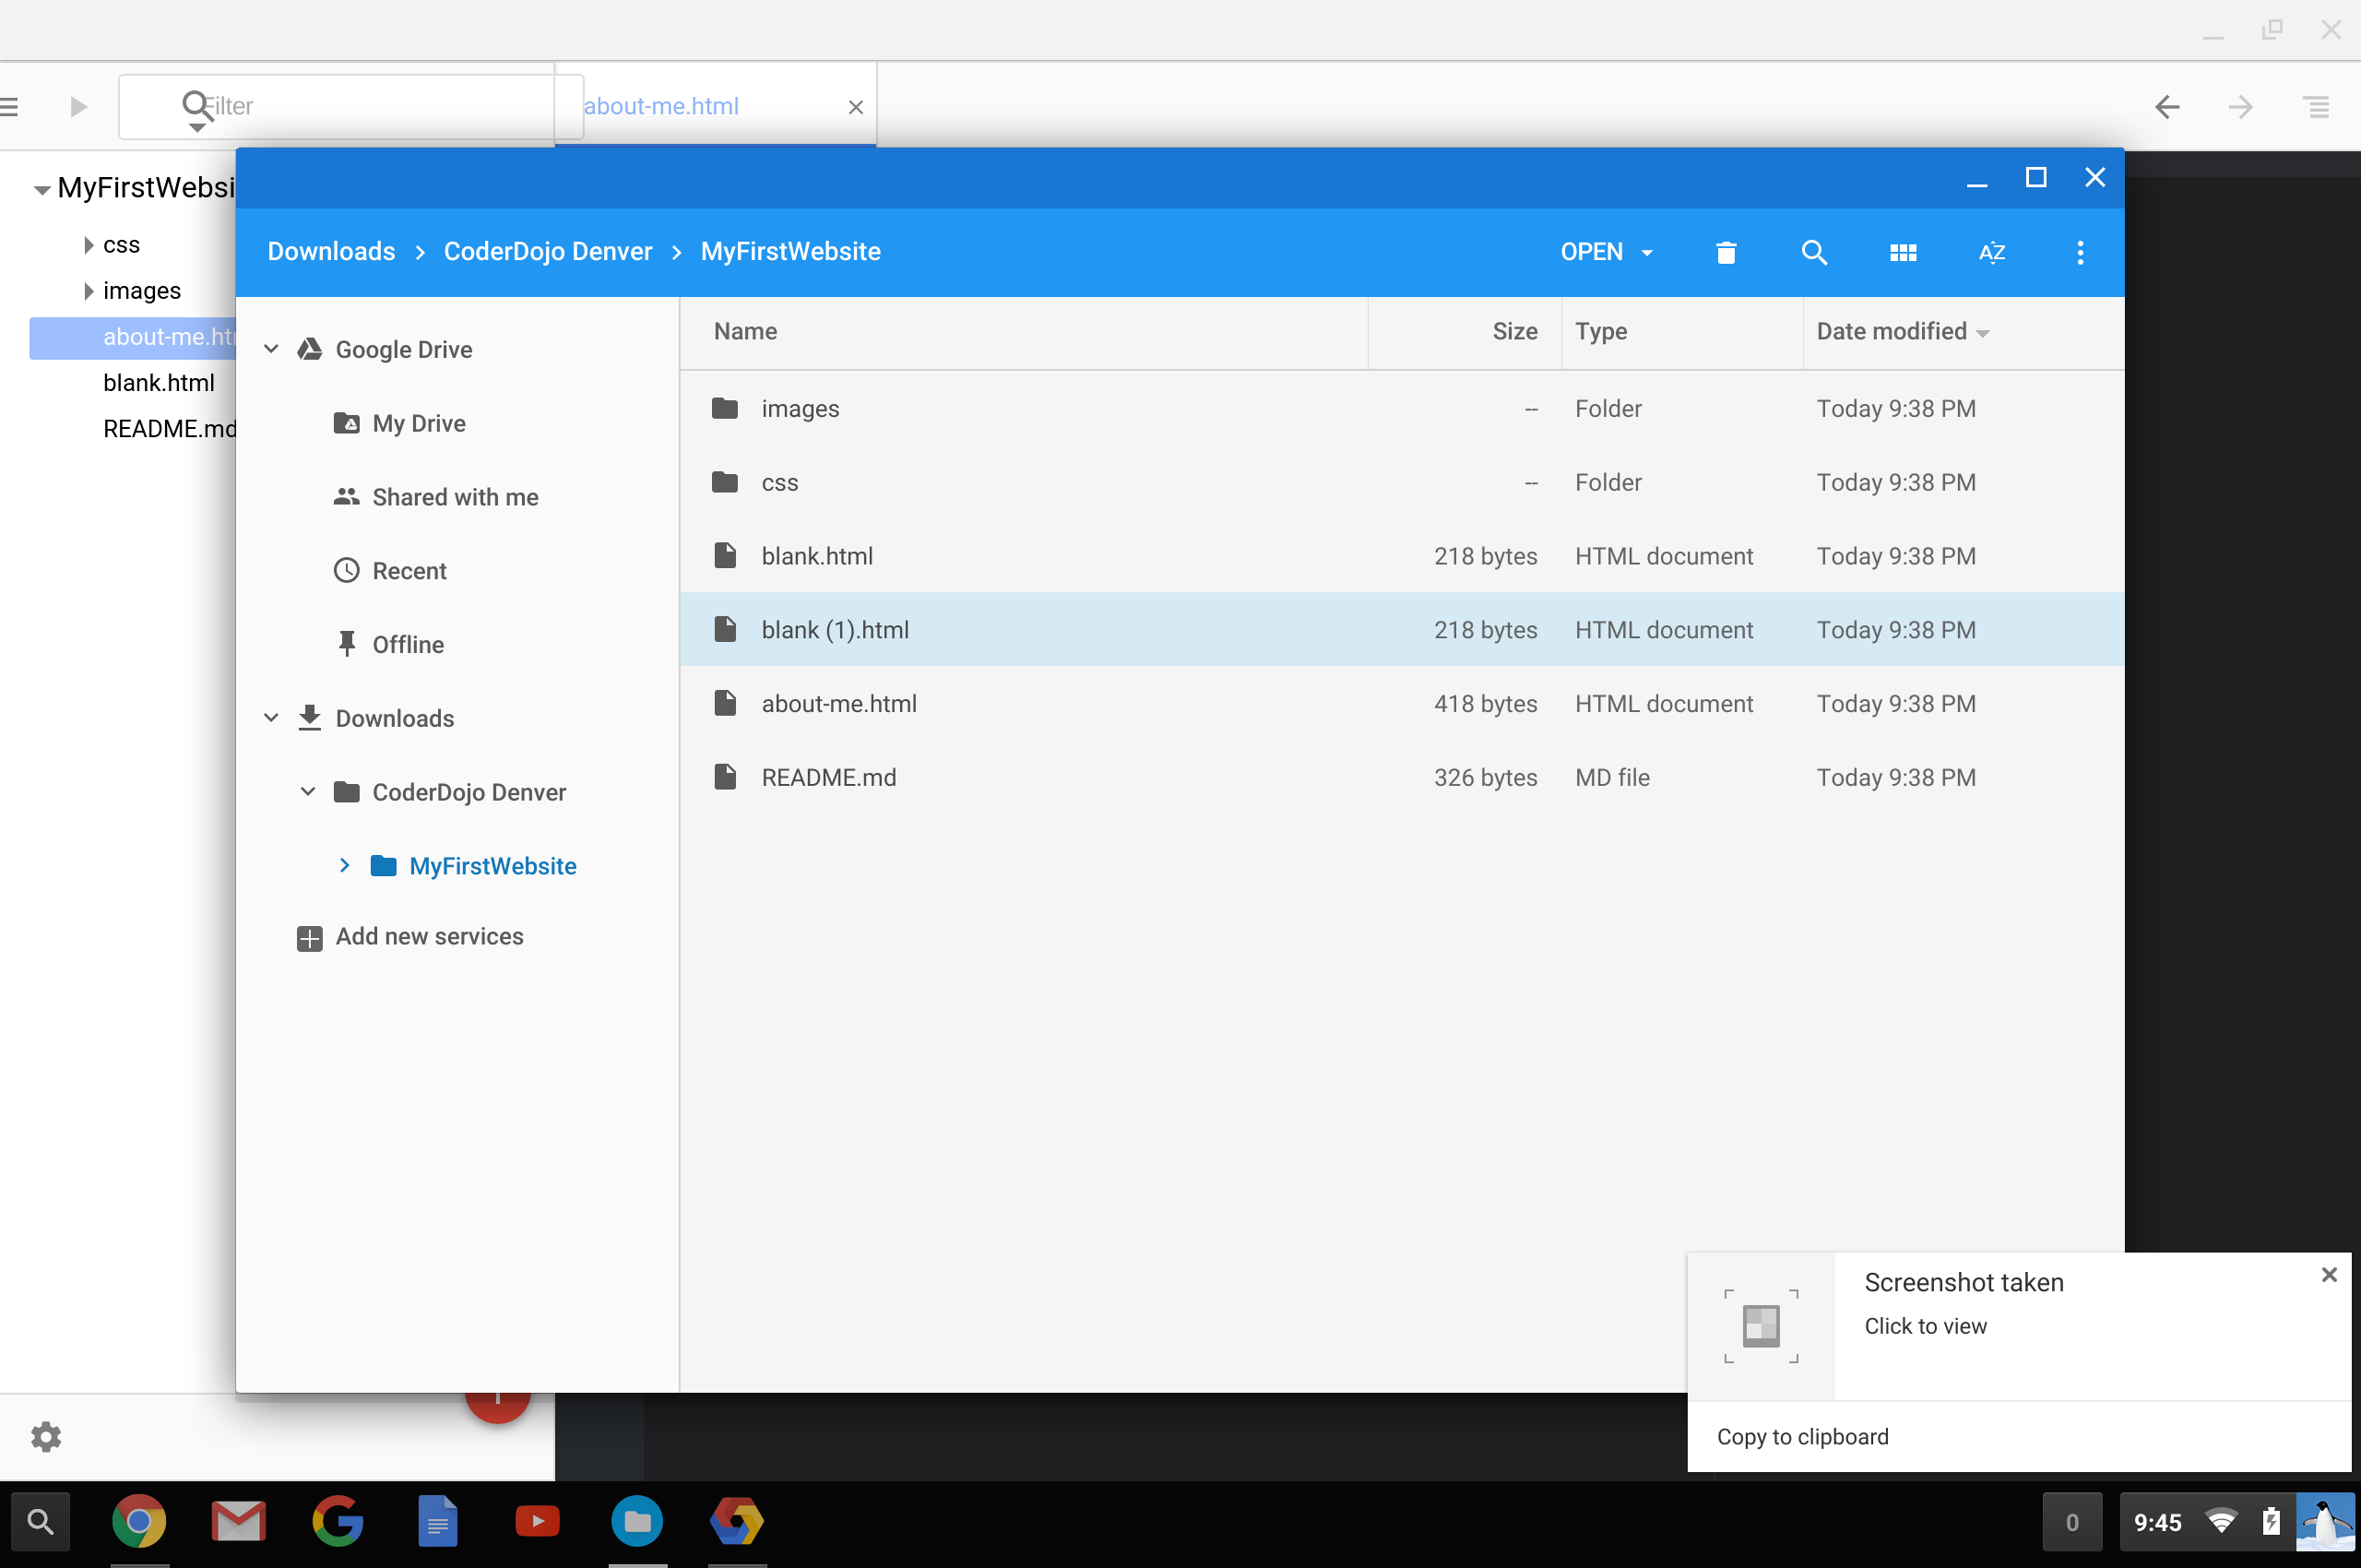 Filter
about-me.html
MyFirstWebsi
css
images
about-me.ht
blank.html
README.md
Downloads > CoderDojo Denver > MyFirstWebsite
OPEN
AZ
Google Drive
My Drive
Shared with me
Recent
Offline
Downloads
CoderDojo Denver
MyFirstWebsite
Add new services
Name Size Type Date modified
images -- Folder Today 9:38 PM
css -- Folder Today 9:38 PM
blank.html 218 bytes HTML document Today 9:38 PM
blank (1).html 218 bytes HTML document Today 9:38 PM
about-me.html 418 bytes HTML document Today 9:38 PM
README.md 326 bytes MD file Today 9:38 PM
Screenshot taken
Click to view
Copy to clipboard
0
9:45